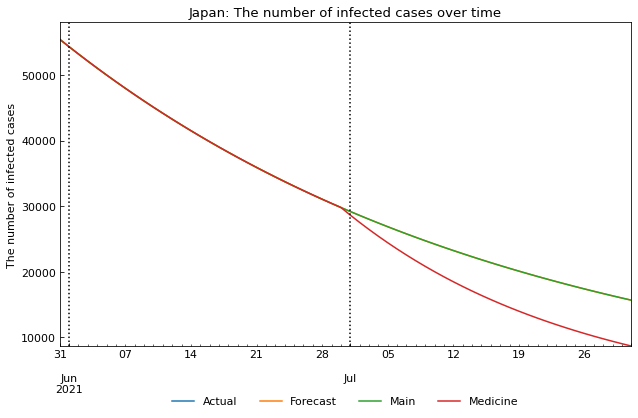 Japan: The number of infected cases over time
The number of infected cases
50000
40000
30000
20000
10000
31 07 14 21 28 05 12 19 26
Jun Jul
2021
Actual Forecast Main Medicine